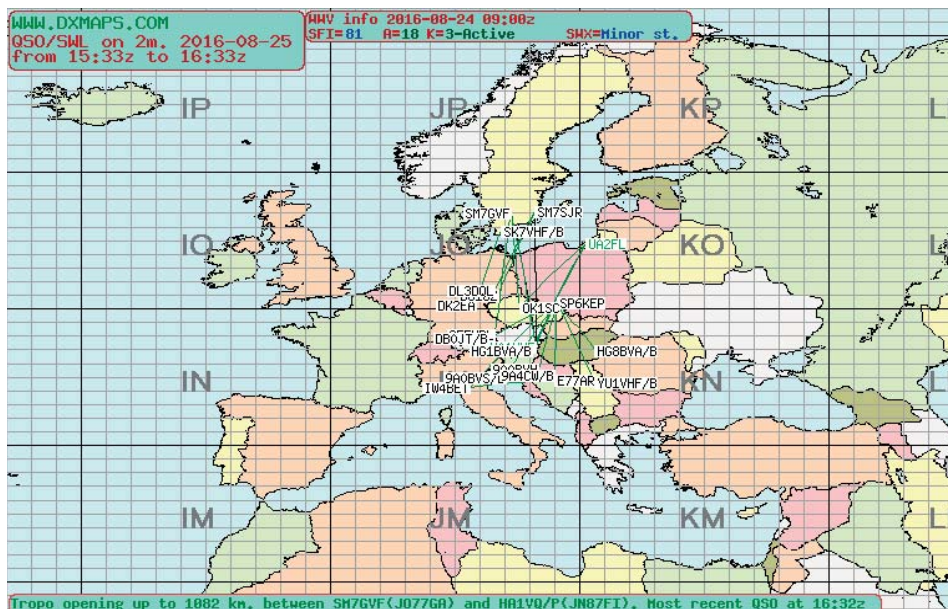 WWW.DXMAPS.COM
QSO/SWL on 2m. 2016-08-25
from 15:33z to 16:33z
WWV info 2016-08-24 09:00z
SFI=81 A=18 K=3-Active SWX=Minor st.
IP
JP
KP
L
SM7GVF
SM7SJR
SK7VHF/B
UA2FL
IO
JO
KO
L
DL3DQL
DK2EA
OK1SC
SP6KEP
DB0JT/B
HG1BVA/B
HG8BVA/B
IN
KN
L
9A0BVS/
9A4CW/B
E77AR
YU1VHF/B
IW4BET
IM
JM
KM
L
Tropo opening up to 1082 km. between SM7GVF(JO77GA) and HA1VQ/P(JN87FI). Most recent QSO at 16:32z